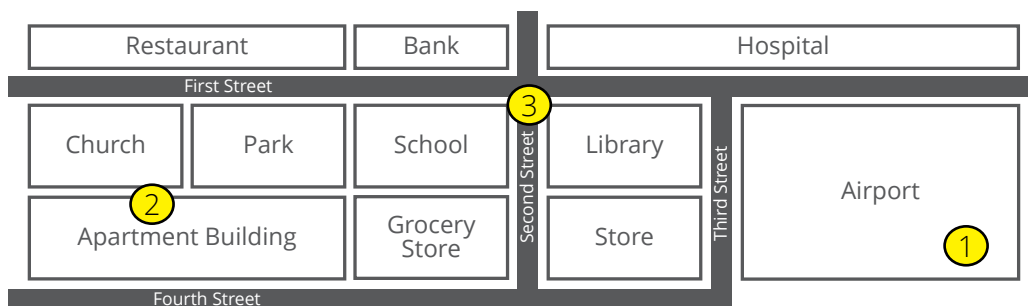 Restaurant
Bank
Hospital
First Street
3
Church
Park
School
Second Street
Library
Third Street
Airport
2
Apartment Building
Grocery
Store
Store
1
Fourth Street